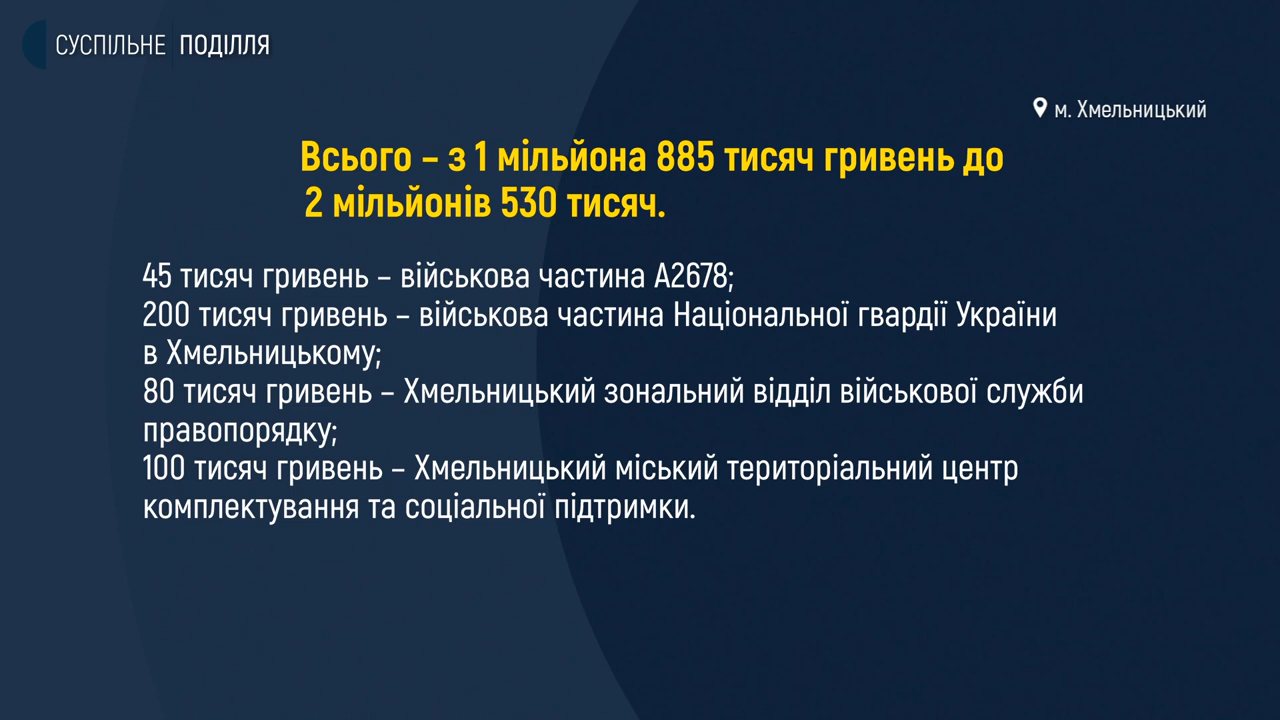 СУСПІЛЬНЕ ПОДІЛЛЯ
м. Хмельницький
Всього – з 1 мільйона 885 тисяч гривень до
2 мільйонів 530 тисяч.
45 тисяч гривень – військова частина А2678;
200 тисяч гривень – військова частина Національної гвардії України
в Хмельницькому;
80 тисяч гривень – Хмельницький зональний відділ військової служби
правопорядку;
100 тисяч гривень – Хмельницький міський територіальний центр
комплектування та соціальної підтримки.